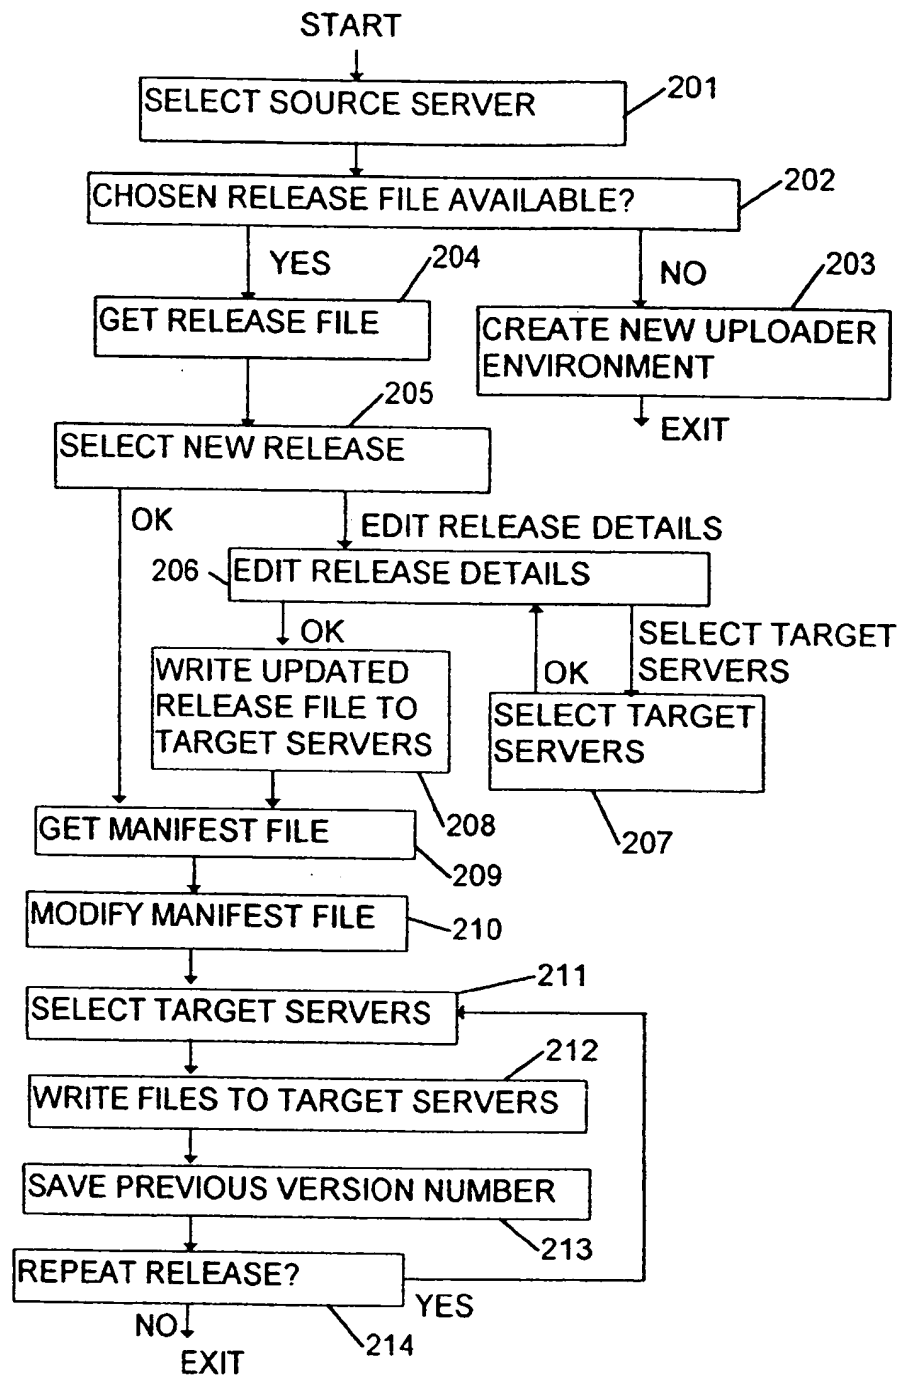 START
SELECT SOURCE SERVER
201
CHOSEN RELEASE FILE AVAILABLE?
202
YES
204
NO
203
GET RELEASE FILE
CREATE NEW UPLOADER
ENVIRONMENT
205
EXIT
SELECT NEW RELEASE
OK
EDIT RELEASE DETAILS
206
EDIT RELEASE DETAILS
OK
SELECT TARGET
SERVERS
OK
WRITE UPDATED
RELEASE FILE TO
TARGET SERVERS
SELECT TARGET
SERVERS
208
207
GET MANIFEST FILE
209
MODIFY MANIFEST FILE
210
211
SELECT TARGET SERVERS
212
WRITE FILES TO TARGET SERVERS
SAVE PREVIOUS VERSION NUMBER
213
REPEAT RELEASE?
YES
NO
214
EXIT